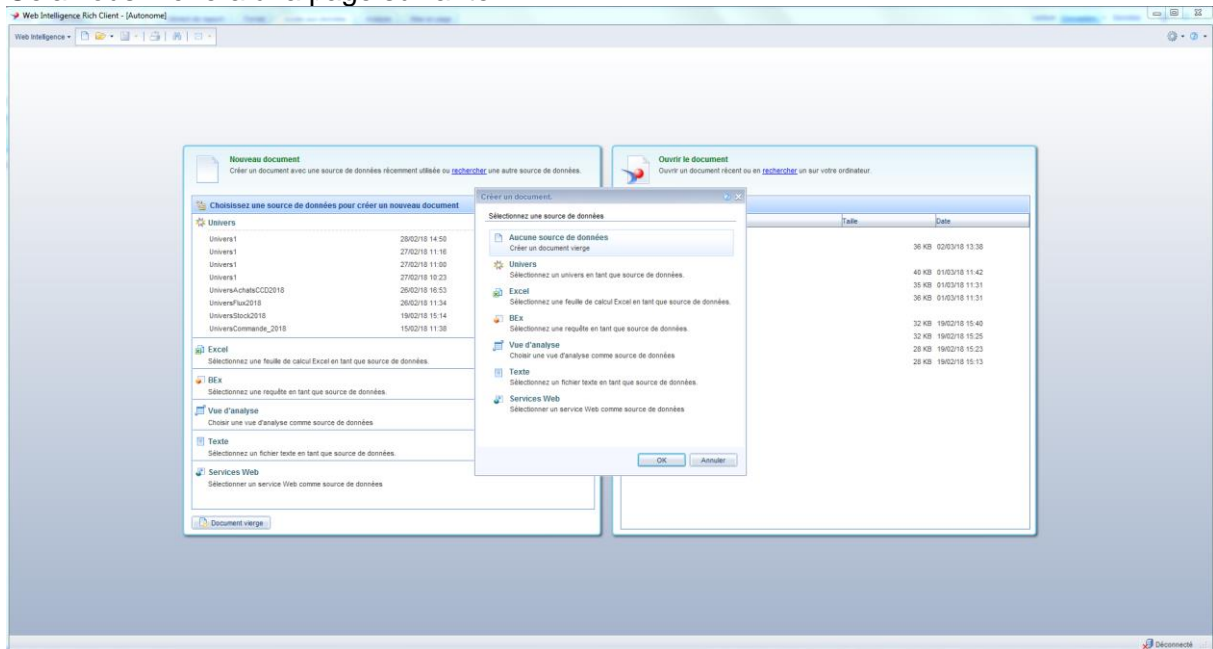 Web Intelligence Rich Client - [Autonome]
Web Intelligence
Nouveau document
Créer un document avec une source de données récemment utilisée ou rechercher une autre source de données.
Choisissez une source de données pour créer un nouveau document
Univers
Univers1 28/02/18 14:50
Univers1 27/02/18 11:16
Univers1 27/02/18 11:00
Univers1 27/02/18 10:23
UniversAchatsCCD2018 26/02/18 16:53
UniversFlux2018 26/02/18 11:34
UniversStock2018 19/02/18 15:14
UniversCommande_2018 15/02/18 11:38
Excel
Sélectionnez une feuille de calcul Excel en tant que source de données.
BEx
Sélectionnez une requête en tant que source de données.
Vue d'analyse
Choisir une vue d'analyse comme source de données
Texte
Sélectionnez un fichier texte en tant que source de données.
Services Web
Sélectionner un service Web comme source de données
Document vierge
Créer un document.
Sélectionnez une source de données
Aucune source de données
Créer un document vierge
Univers
Sélectionnez un univers en tant que source de données.
Excel
Sélectionnez une feuille de calcul Excel en tant que source de données.
BEx
Sélectionnez une requête en tant que source de données.
Vue d'analyse
Choisir une vue d'analyse comme source de données
Texte
Sélectionnez un fichier texte en tant que source de données.
Services Web
Sélectionner un service Web comme source de données
OK Annuler
Ouvrir le document
Ouvrir un document récent ou en rechercher un sur votre ordinateur.
Taille Date
36 KB 02/03/18 13:38
40 KB 01/03/18 11:42
35 KB 01/03/18 11:31
36 KB 01/03/18 11:31
32 KB 19/02/18 15:40
32 KB 19/02/18 15:25
28 KB 19/02/18 15:23
28 KB 19/02/18 15:13
Déconnecté